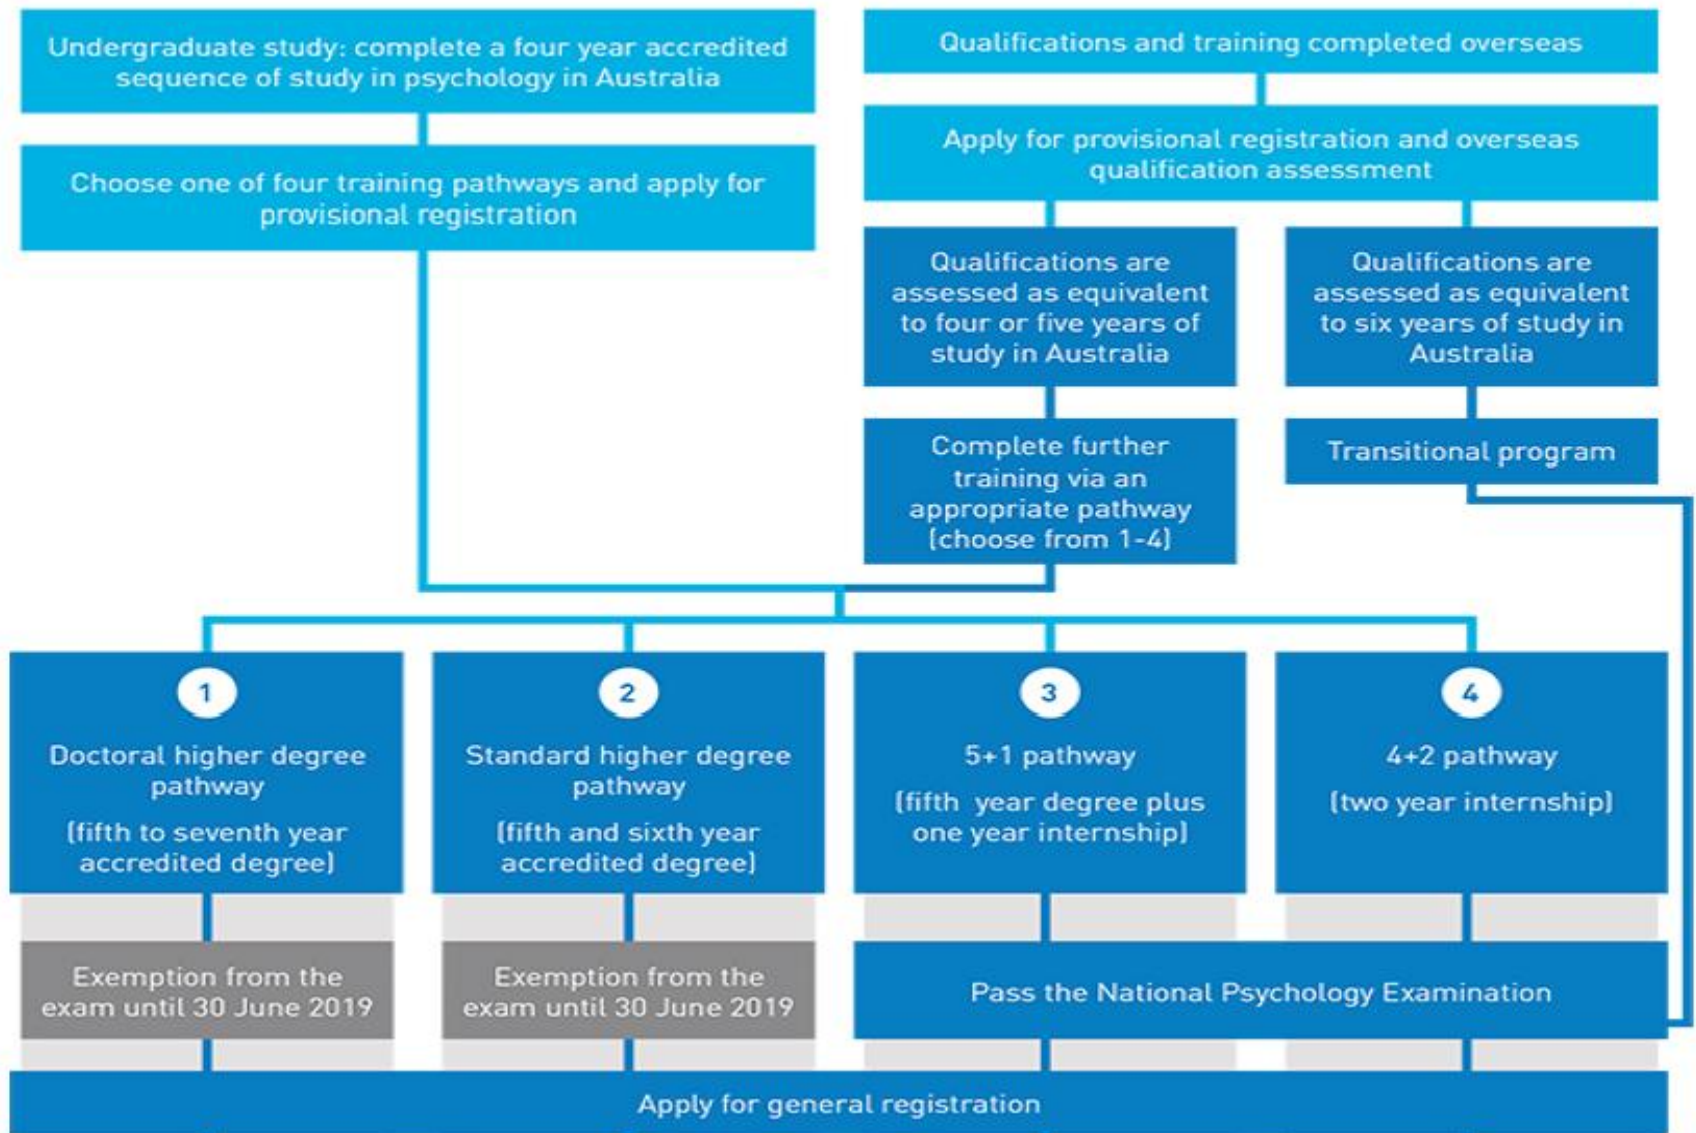 Undergraduate study: complete a four year accredited
sequence of study in psychology in Australia
Choose one of four training pathways and apply for
provisional registration
Qualifications and training completed overseas
Apply for provisional registration and overseas
qualification assessment
Qualifications are
assessed as equivalent
to four or five years of
study in Australia
Qualifications are
assessed as equivalent
to six years of study in
Australia
Complete further
training via an
appropriate pathway
(choose from 1-4)
Transitional program
1
Doctoral higher degree
pathway
(fifth to seventh year
accredited degree)
2
Standard higher degree
pathway
(fifth and sixth year
accredited degree)
3
5+1 pathway
(fifth year degree plus
one year internship)
4
4+2 pathway
(two year internship)
Exemption from the
exam until 30 June 2019
Exemption from the
exam until 30 June 2019
Pass the National Psychology Examination
Apply for general registration